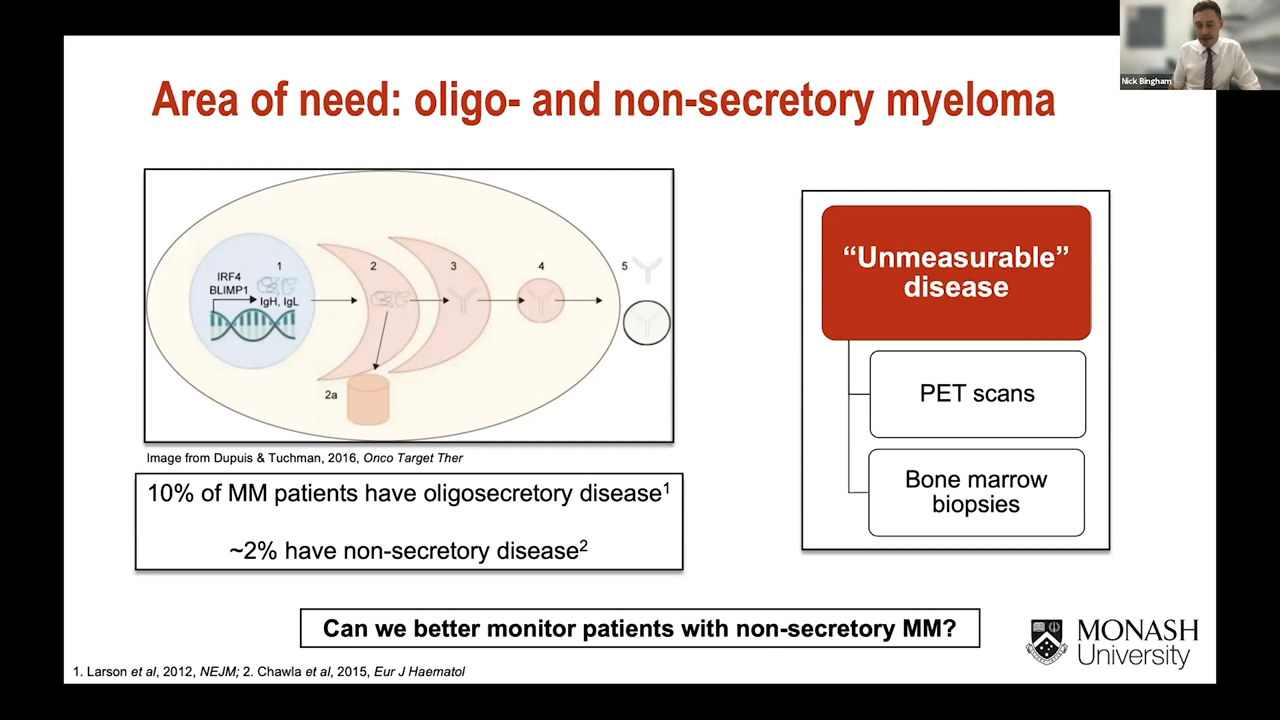 Nick Bingham
Area of need: oligo- and non-secretory myeloma
IRF4
BLIMP1
1
IgH, IgL
2
3
4
5
2a
Image from Dupuis & Tuchman, 2016, Onco Target Ther
10% of MM patients have oligosecretory disease1
~2% have non-secretory disease2
“Unmeasurable”
disease
PET scans
Bone marrow
biopsies
Can we better monitor patients with non-secretory MM?
MONASH
University
1. Larson et al, 2012, NEJM; 2. Chawla et al, 2015, Eur J Haematol